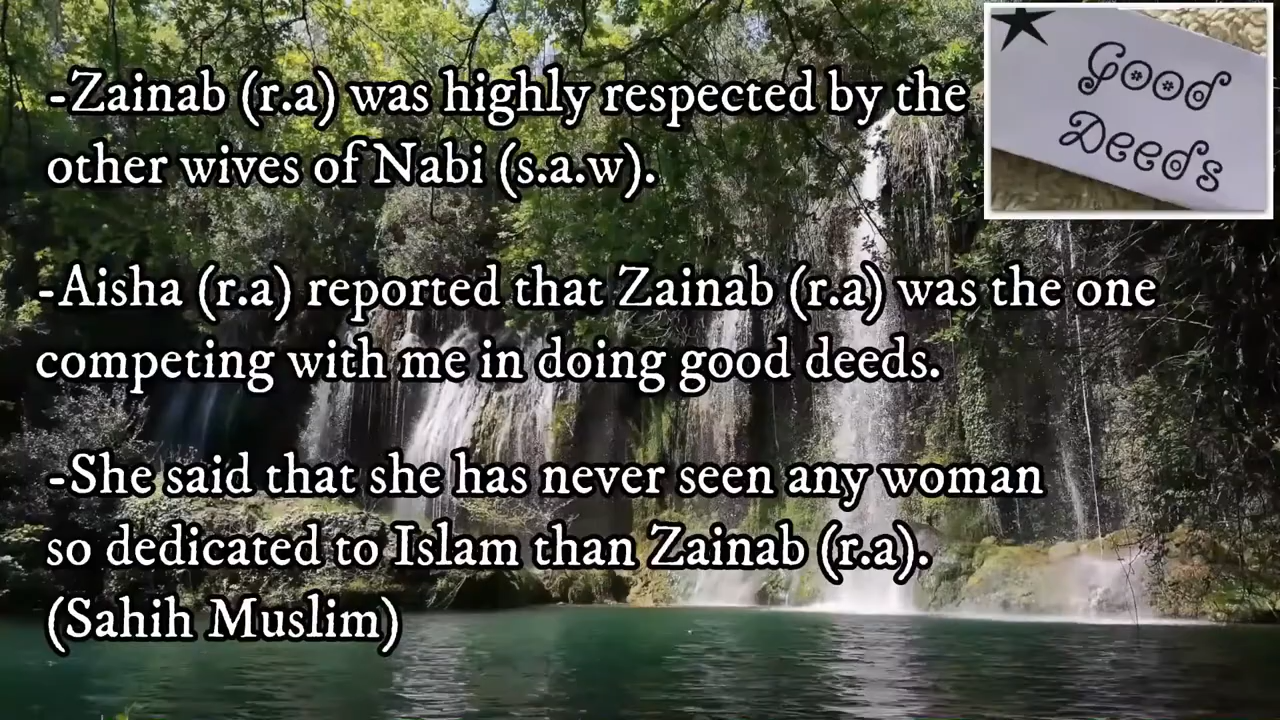 -Zainab (r.a) was highly respected by the
other wives of Nabi (s.a.w).
-Aisha (r.a) reported that Zainab (r.a) was the one
competing with me in doing good deeds.
-She said that she has never seen any woman
so dedicated to Islam than Zainab (r.a).
(Sahih Muslim)
Good
Deeds